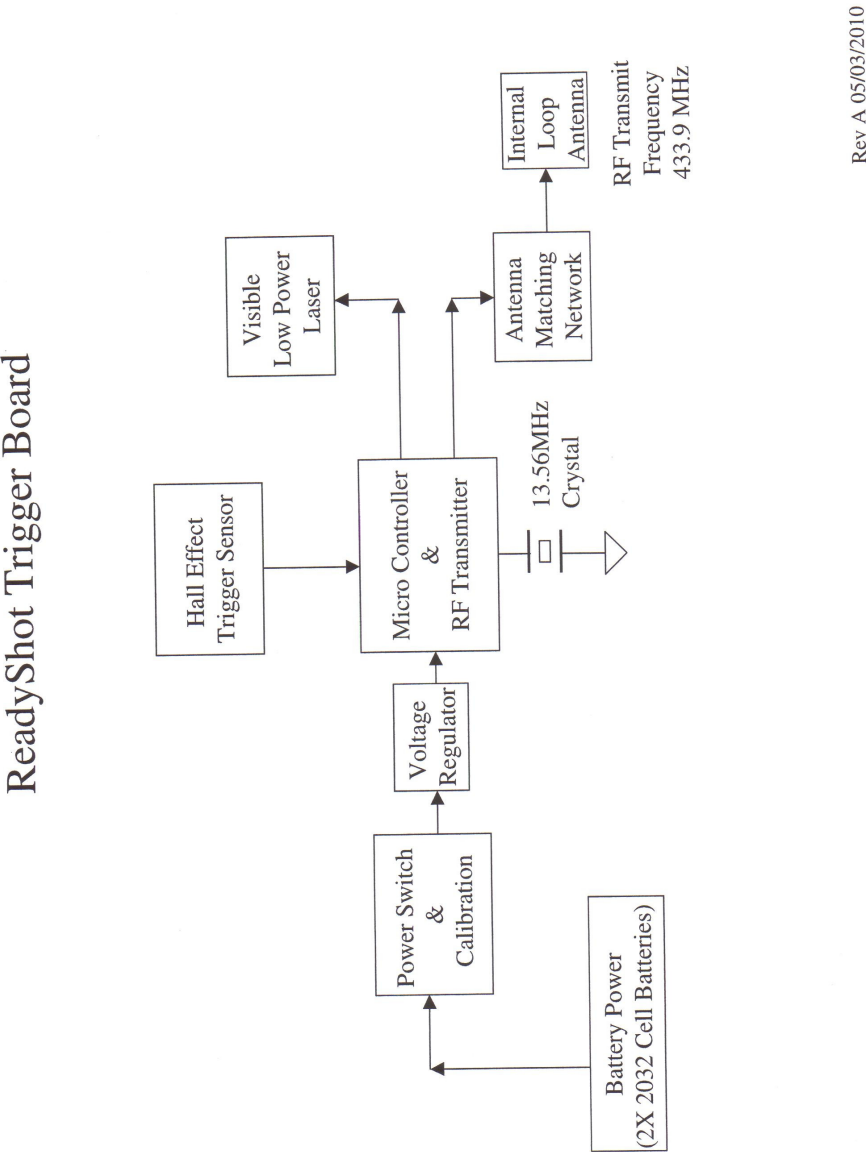 ReadyShot Trigger Board
Hall Effect
Trigger Sensor
Visible
Low Power
Laser
Battery Power
(2X 2032 Cell Batteries)
Power Switch
&
Calibration
Voltage
Regulator
Micro Controller
&
RF Transmitter
13.56MHz
Crystal
Antenna
Matching
Network
Internal
Loop
Antenna
RF Transmit
Frequency
433.9 MHz
Rev A 05/03/2010